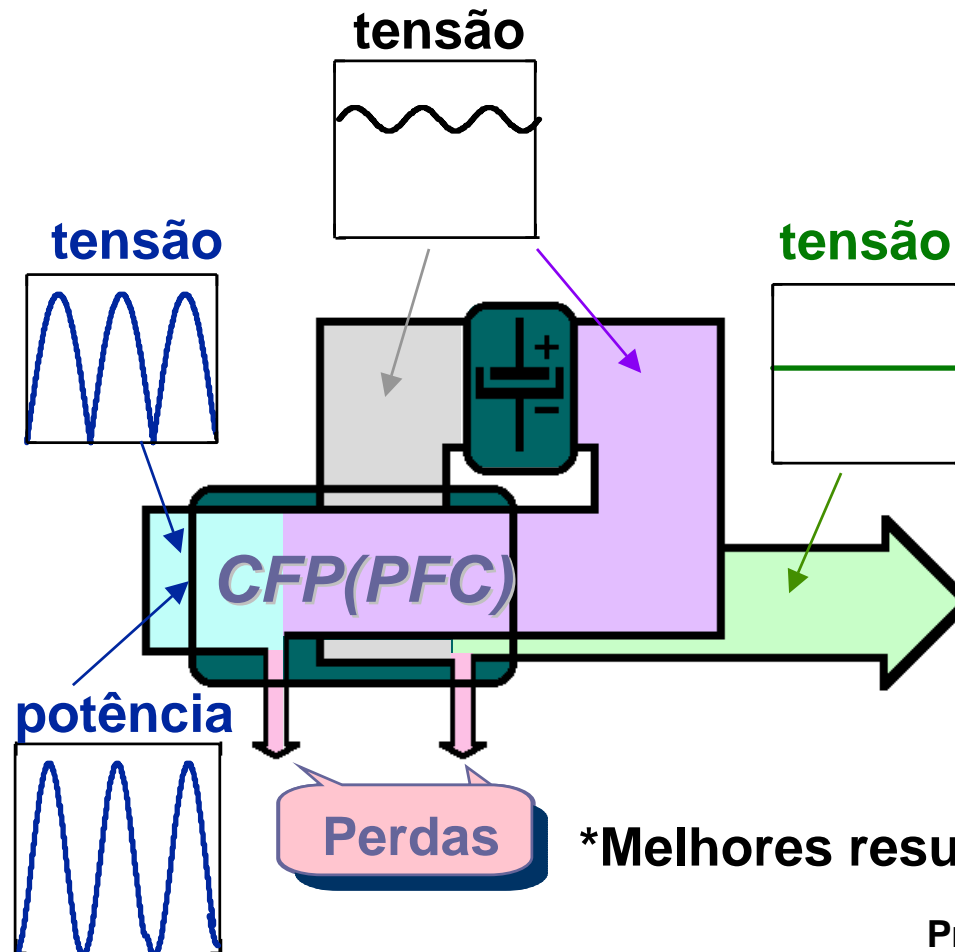 tensão
tensão
tensão
+
−
CFP(PFC)
potência
Perdas
*Melhores resu